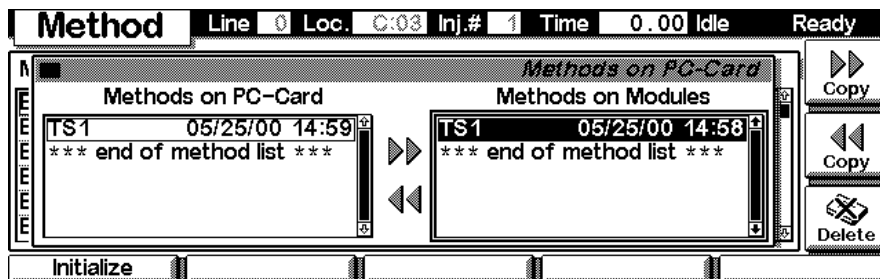 Method Line 0 Loc. C:03 Inj.# 1 Time 0.00 Idle Ready
Methods on PC-Card
Methods on PC-Card Methods on Modules
TS1 05/25/00 14:59 TS1 05/25/00 14:58
*** end of method list *** *** end of method list ***
Copy
Copy
Delete
Initialize